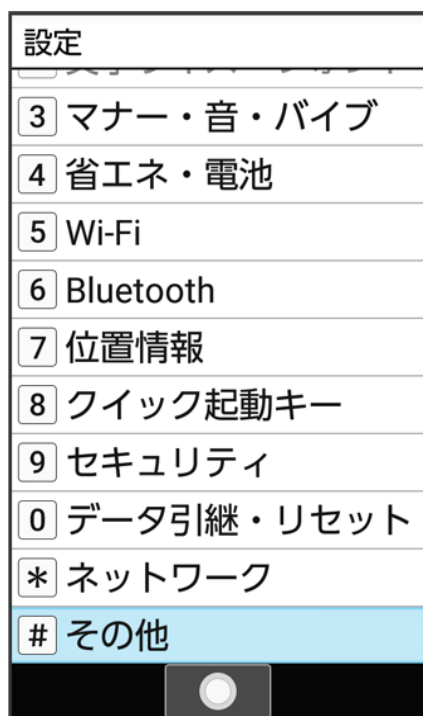 設定
3 マナー・音・バイブ
4 省エネ・電池
5 Wi-Fi
6 Bluetooth
7 位置情報
8 クイック起動キー
9 セキュリティ
0 データ引継・リセット
* ネットワーク
# その他